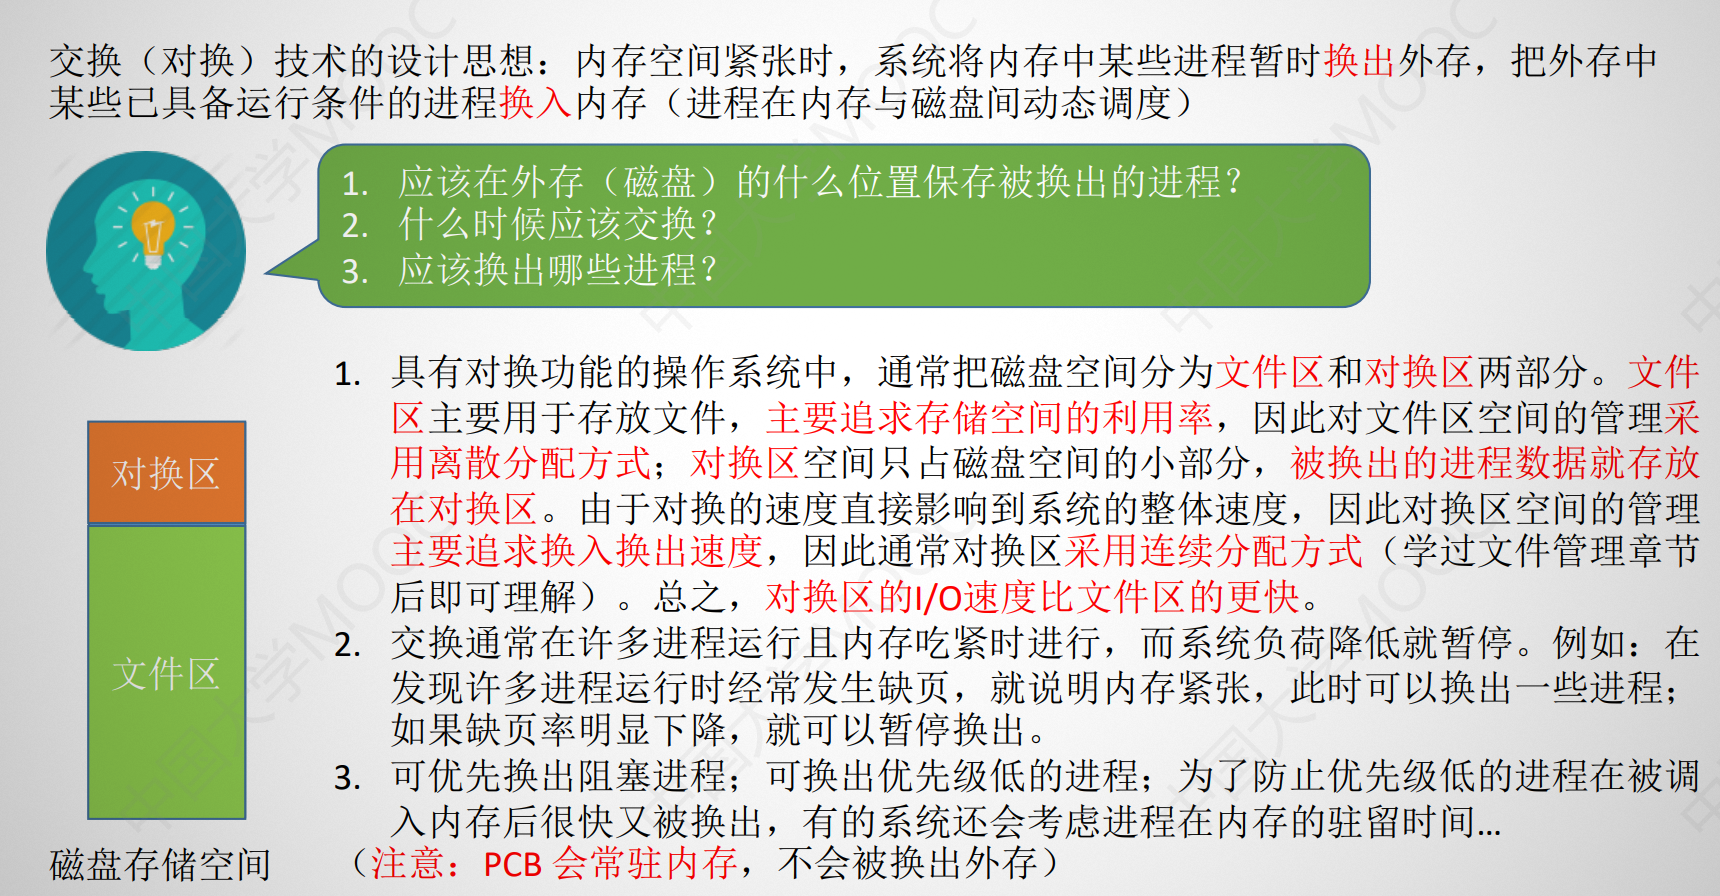 交换（对换）技术的设计思想：内存空间紧张时，系统将内存中某些进程暂时换出外存，把外存中
某些已具备运行条件的进程换入内存（进程在内存与磁盘间动态调度）
1. 应该在外存（磁盘）的什么位置保存被换出的进程？
2. 什么时候应该交换？
3. 应该换出哪些进程？
1. 具有对换功能的操作系统中，通常把磁盘空间分为文件区和对换区两部分。文件
区主要用于存放文件，主要追求存储空间的利用率，因此对文件区空间的管理采
用离散分配方式；对换区空间只占磁盘空间的小部分，被换出的进程数据就存放
在对换区。由于对换的速度直接影响到系统的整体速度，因此对换区空间的管理
主要追求换入换出速度，因此通常对换区采用连续分配方式（学过文件管理章节
后即可理解）。总之，对换区的I/O速度比文件区的更快。
2. 交换通常在许多进程运行且内存吃紧时进行，而系统负荷降低就暂停。例如：在
发现许多进程运行时经常发生缺页，就说明内存紧张，此时可以换出一些进程；
如果缺页率明显下降，就可以暂停换出。
3. 可优先换出阻塞进程；可换出优先级低的进程；为了防止优先级低的进程在被调
入内存后很快又被换出，有的系统还会考虑进程在内存的驻留时间…
（注意：PCB 会常驻内存，不会被换出外存）
对换区
文件区
磁盘存储空间
中国大学MOOC